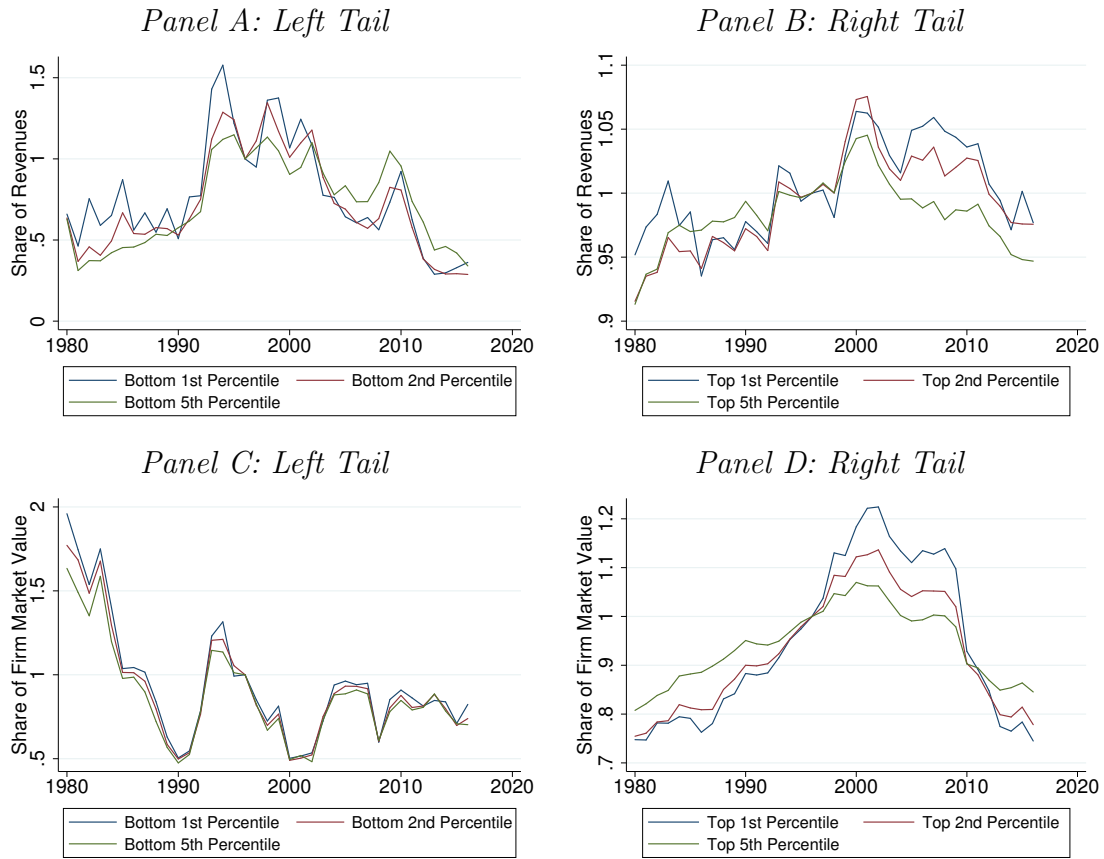 Panel A: Left Tail
Share of Revenues
0 .5 1 1.5
1980 1990 2000 2010 2020
Bottom 1st Percentile Bottom 2nd Percentile
Bottom 5th Percentile
Panel B: Right Tail
Share of Revenues
.9 .95 1 1.05 1.1
1980 1990 2000 2010 2020
Top 1st Percentile Top 2nd Percentile
Top 5th Percentile
Panel C: Left Tail
Share of Firm Market Value
.5 1 1.5 2
1980 1990 2000 2010 2020
Bottom 1st Percentile Bottom 2nd Percentile
Bottom 5th Percentile
Panel D: Right Tail
Share of Firm Market Value
.7 .8 .9 1 1.1 1.2
1980 1990 2000 2010 2020
Top 1st Percentile Top 2nd Percentile
Top 5th Percentile